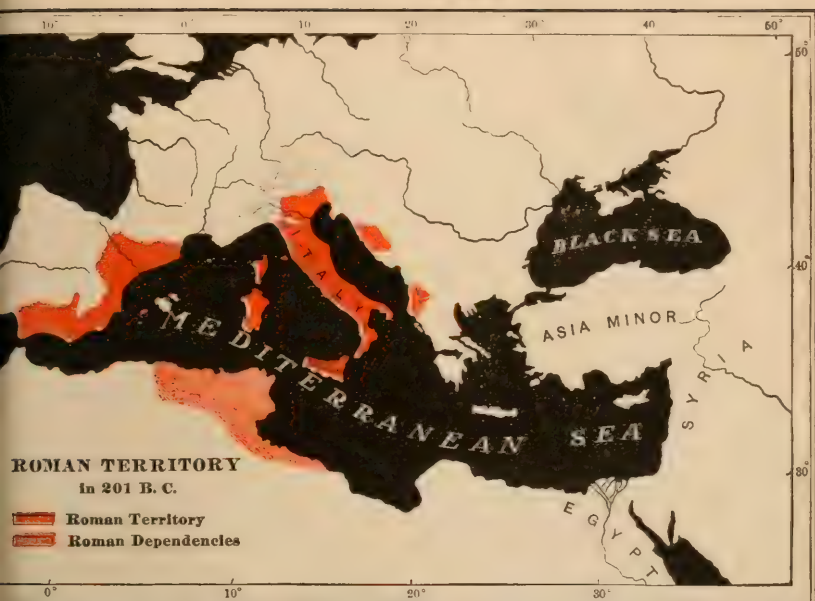 10° 0° 10° 20° 30° 40° 50°
50°
BLACK SEA
ITALY
40°
ASIA MINOR
MEDITERRANEAN SEA
SYRIA
ROMAN TERRITORY
in 201 B. C.
30°
Roman Territory
EGYPT
Roman Dependencies
0° 10° 20° 30°